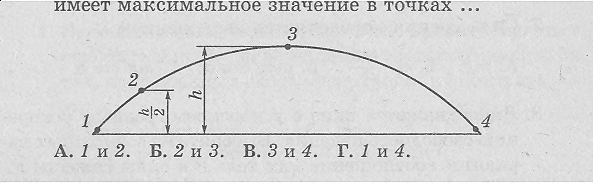 имеет максимальное значение в точках ...
3
2
h/2
h
1
4
А. 1 и 2. Б. 2 и 3. В. 3 и 4. Г. 1 и 4.